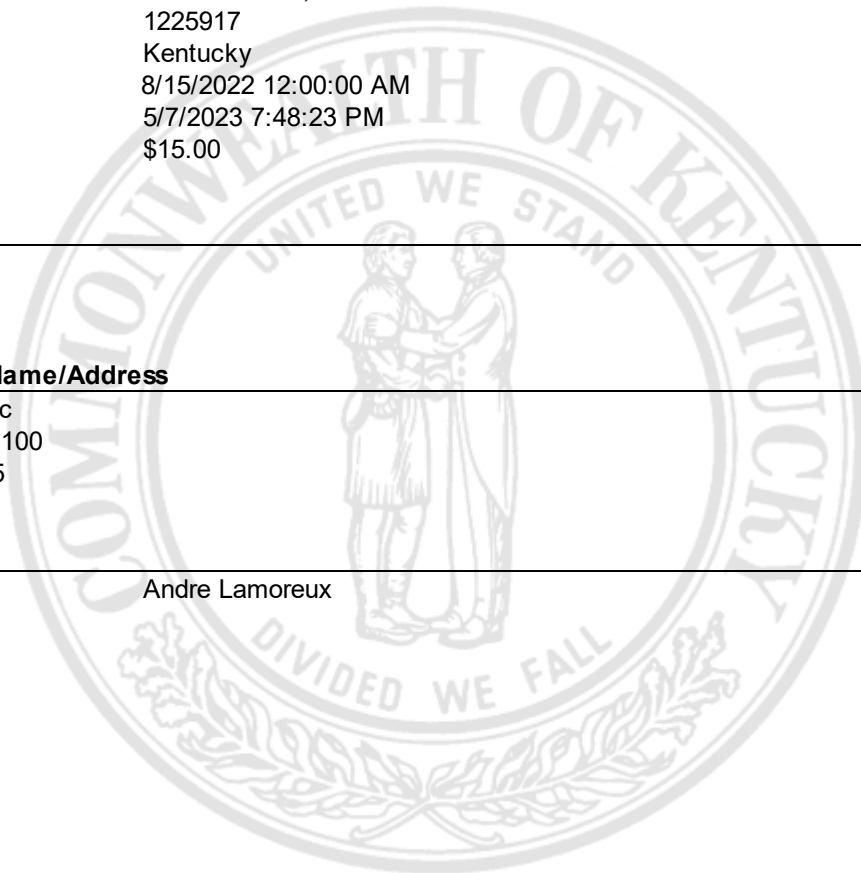 1225917
Kentucky
8/15/2022 12:00:00 AM
5/7/2023 7:48:23 PM
$15.00
COMMONWEALTH OF KENTUCKY
UNITED WE STAND
ame/Address
c
100
5
Andre Lamoreux
DIVIDED WE FALL